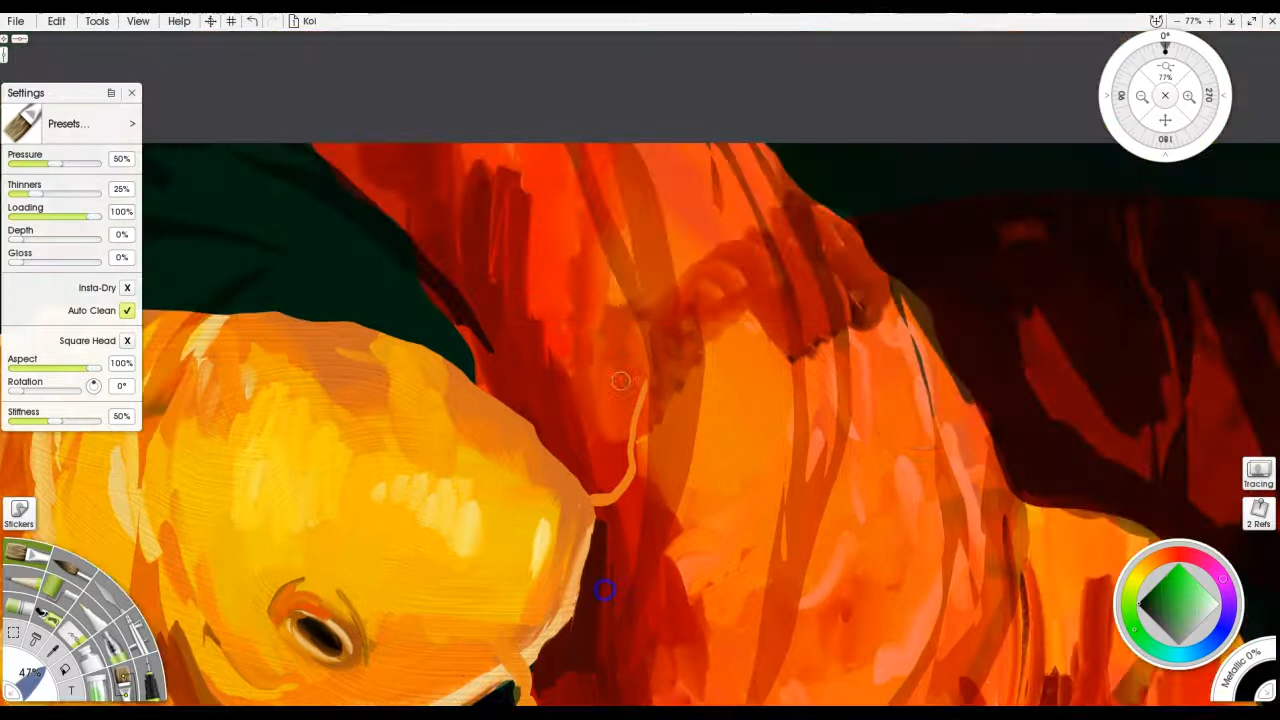 File Edit Tools View Help Koi 77%
0°
77%
90 270
180
Settings
Presets... >
Pressure 50%
Thinners 25%
Loading 100%
Depth 0%
Gloss 0%
Insta-Dry X
Auto Clean
Square Head X
Aspect 100%
Rotation 0°
Stiffness 50%
Stickers
Tracing
2 Refs
47%
T
Metallic 0%